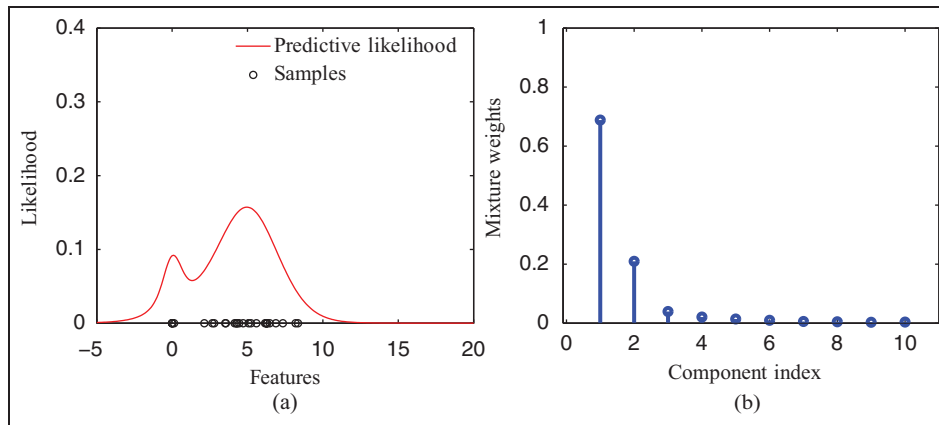 0.4
0.3
0.2
0.1
0
−5
0
5
10
15
20
Likelihood
Features
Predictive likelihood
Samples
(a)
1
0.8
0.6
0.4
0.2
0
0
2
4
6
8
10
Mixture weights
Component index
(b)